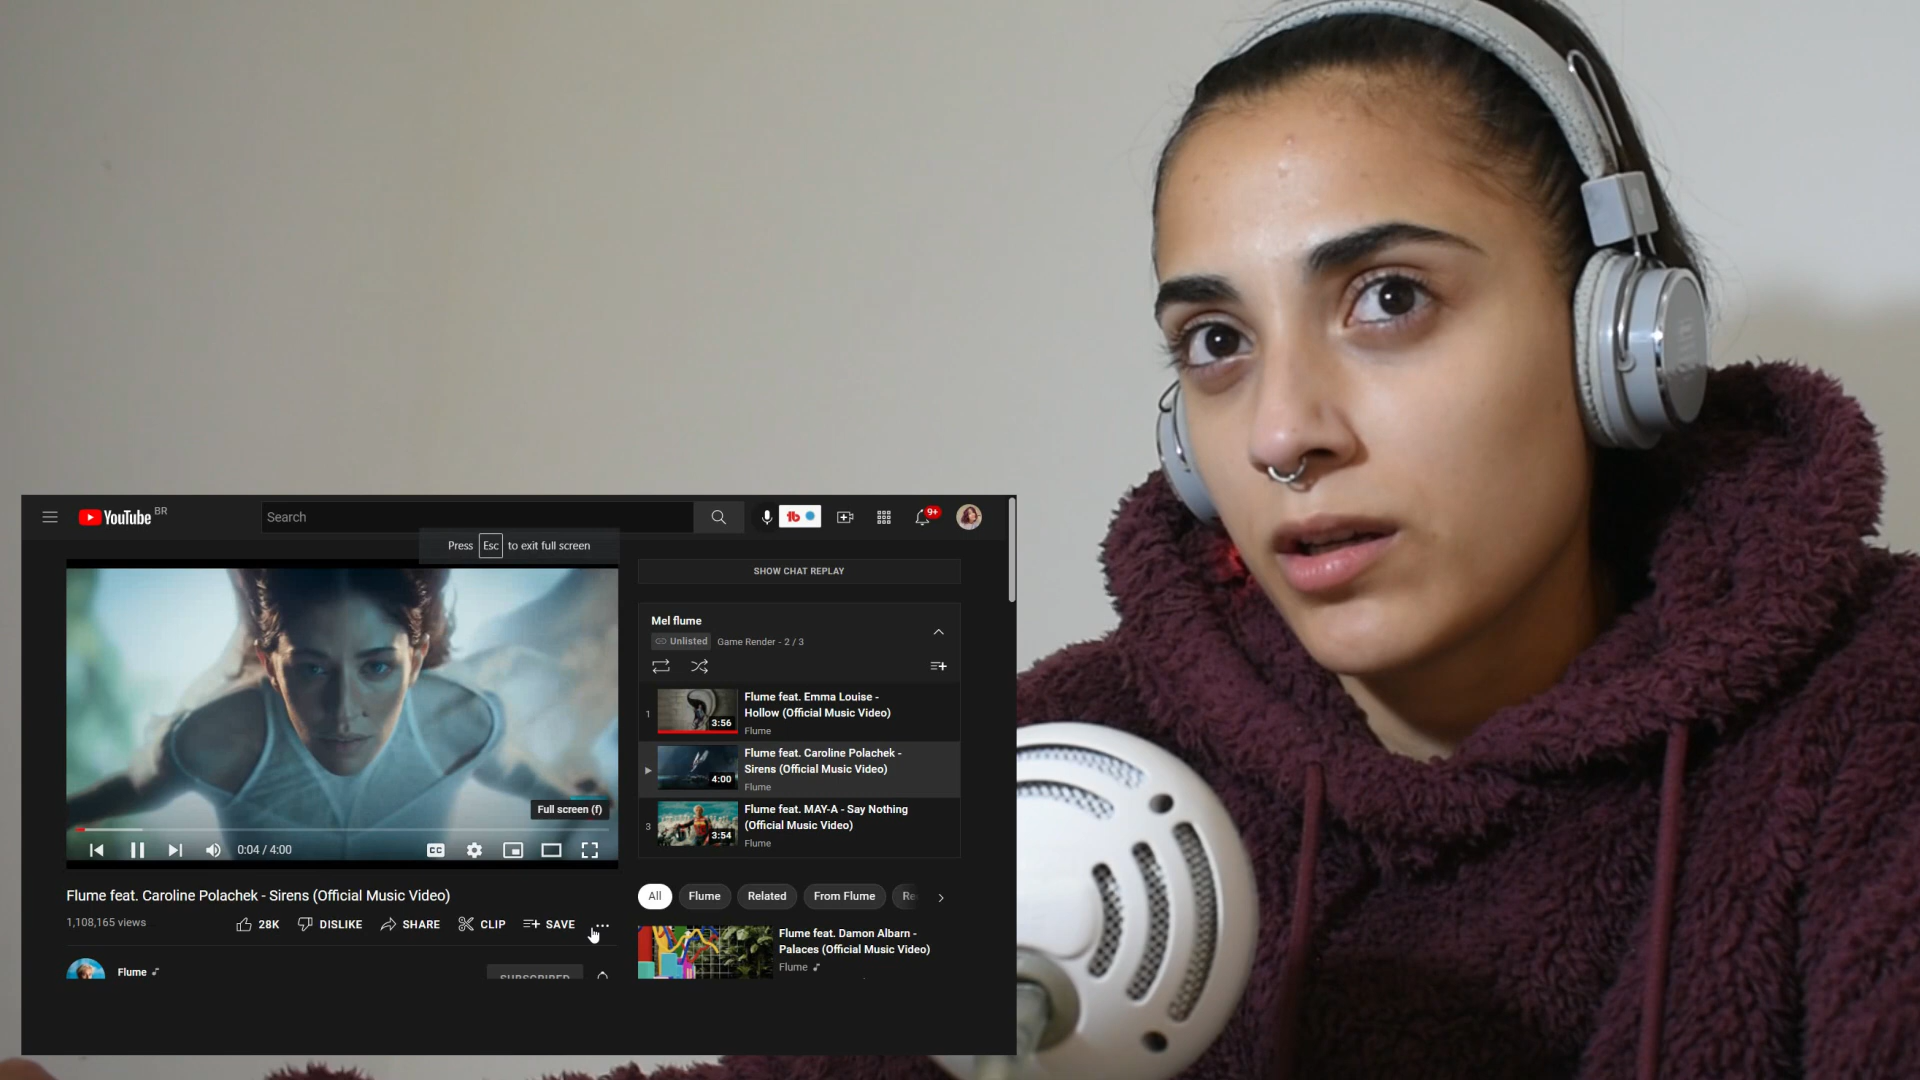 YouTube BR
Search
9+
Press Esc to exit full screen
SHOW CHAT REPLAY
Mel flume
Unlisted Game Render - 2 / 3
1
3:56
Flume feat. Emma Louise -
Hollow (Official Music Video)
Flume
4:00
Flume feat. Caroline Polachek -
Sirens (Official Music Video)
Flume
3
3:54
Flume feat. MAY-A - Say Nothing
(Official Music Video)
Flume
Full screen (f)
0:04 / 4:00
CC
Flume feat. Caroline Polachek - Sirens (Official Music Video)
1,108,165 views
28K DISLIKE SHARE CLIP SAVE
Flume
SUBSCRIBED
All Flume Related From Flume
Flume feat. Damon Albarn -
Palaces (Official Music Video)
Flume